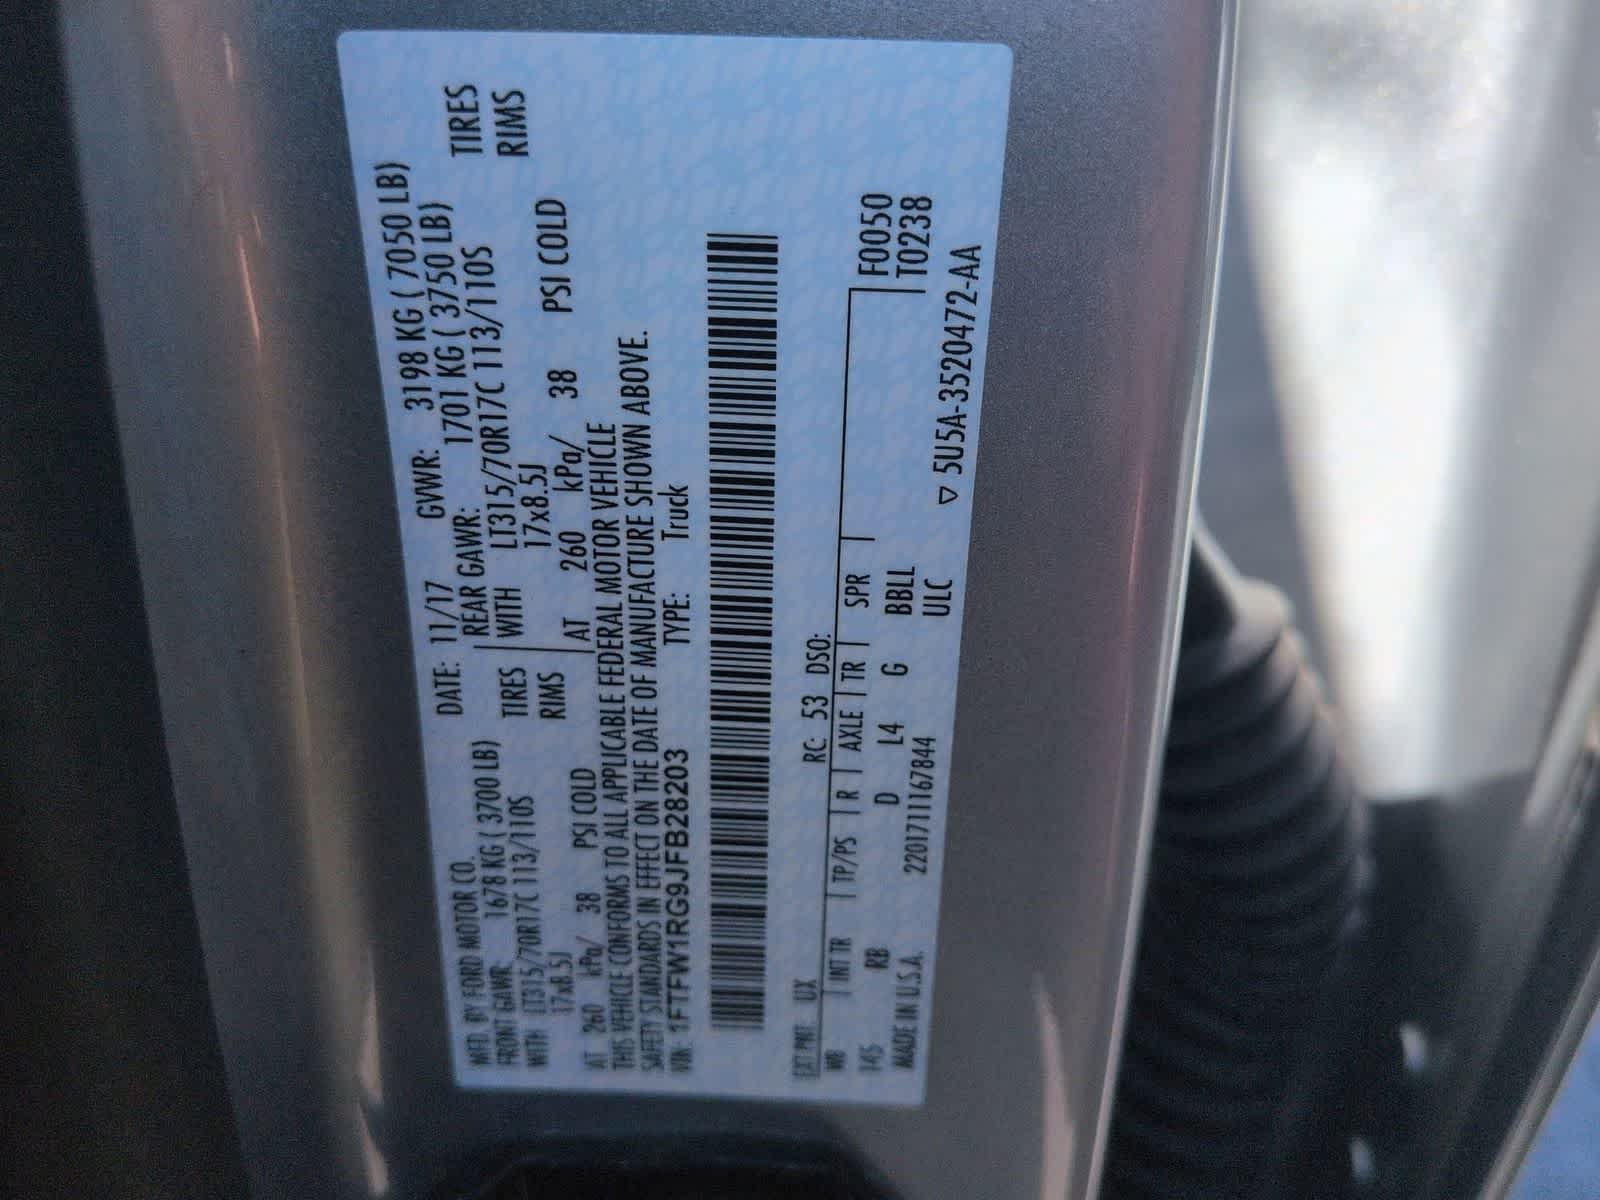 MFD. BY FORD MOTOR CO. DATE: 11/17 GVWR: 3198 KG ( 7050 LB)
FRONT GAWR: 1678 KG ( 3700 LB) REAR GAWR: 1701 KG ( 3750 LB)
WITH LT315/70R17C 113/110S TIRES WITH LT315/70R17C 113/110S TIRES
17x8.5J RIMS 17x8.5J RIMS
AT 260 kPa/ 38 PSI COLD AT 260 kPa/ 38 PSI COLD
THIS VEHICLE CONFORMS TO ALL APPLICABLE FEDERAL MOTOR VEHICLE
SAFETY STANDARDS IN EFFECT ON THE DATE OF MANUFACTURE SHOWN ABOVE.
VIN: 1FTFW1RG9JFB28203 TYPE: Truck
EXT PNT: UX RC: 53 DSO:
WB INT TR TP/PS R AXLE TR SPR F0050
145 RB D L4 G BBLL T0238
MADE IN U.S.A. 220171167844 ULC
▽ 5U5A-3520472-AA